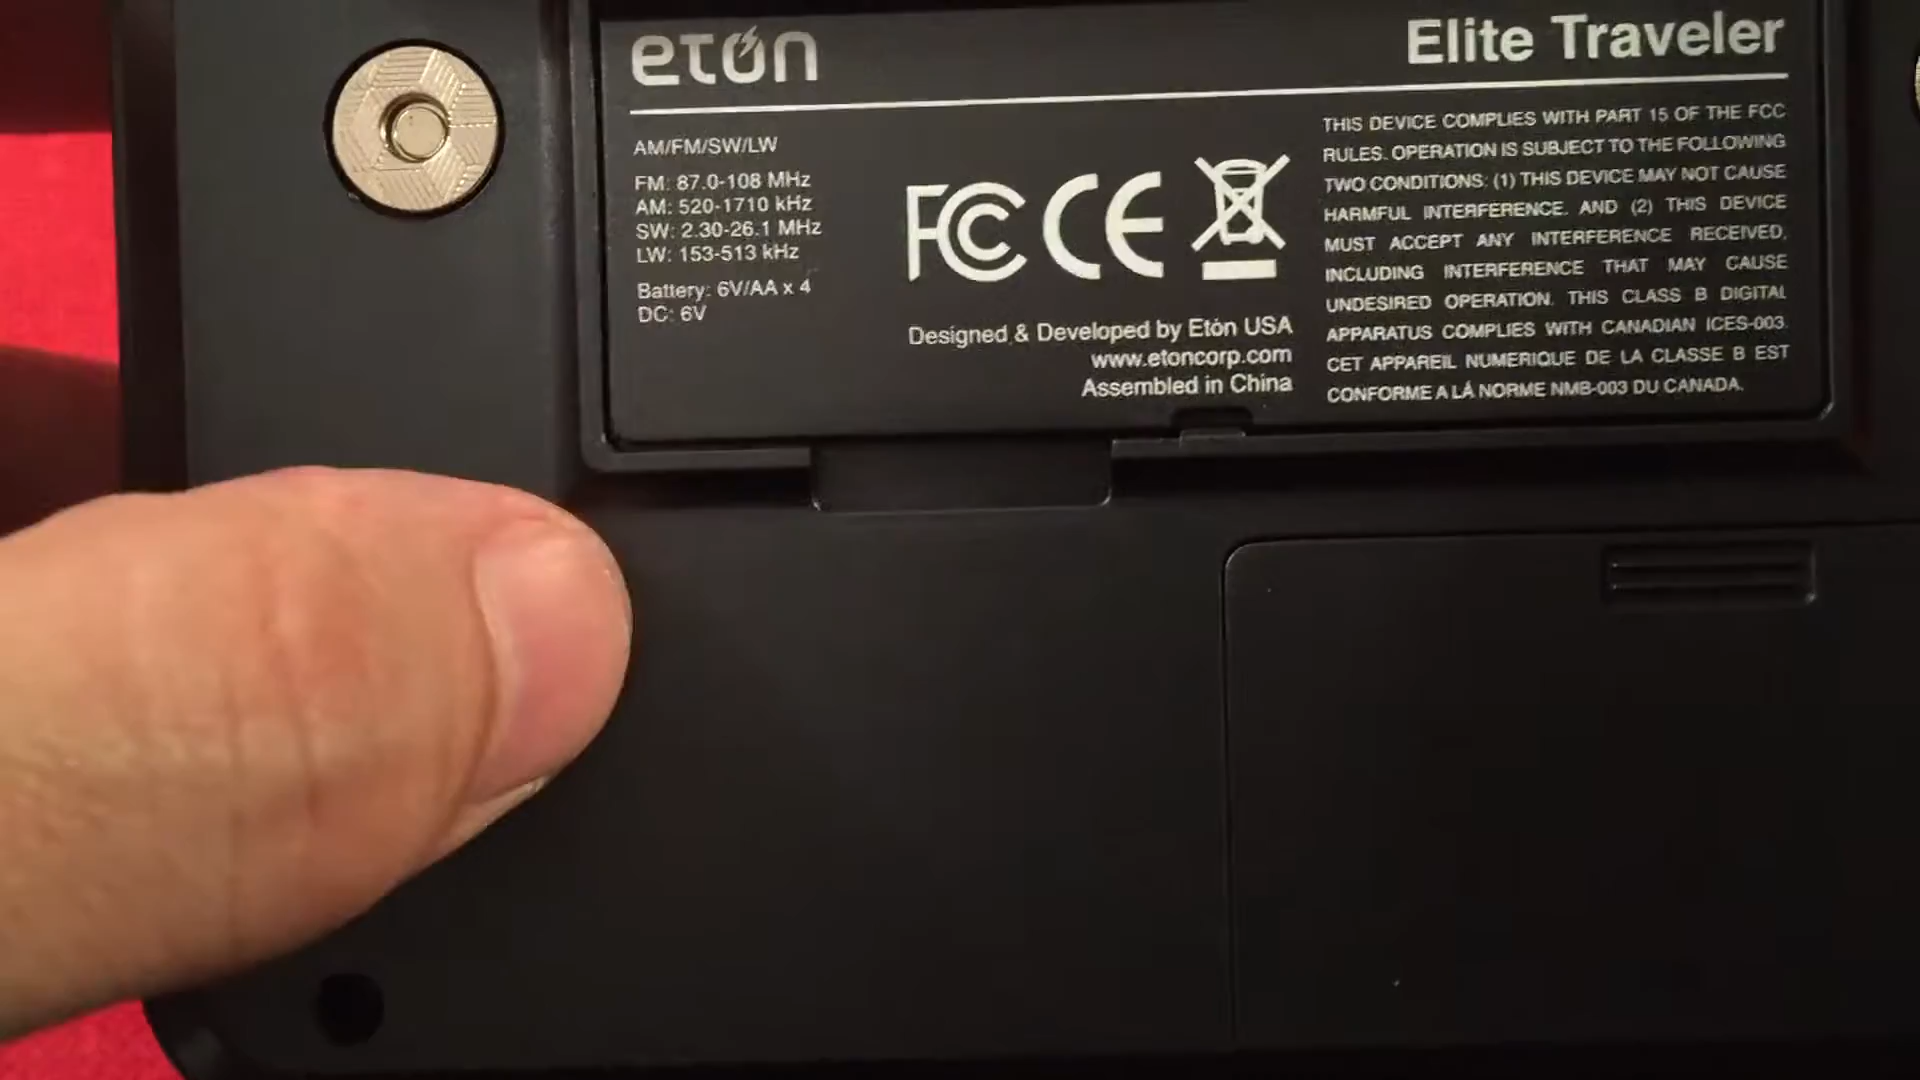 etón
Elite Traveler
AM/FM/SW/LW
FM: 87.0-108 MHz
AM: 520-1710 kHz
SW: 2.30-26.1 MHz
LW: 153-513 kHz
Battery: 6V/AA x 4
DC: 6V
FC CE
Designed & Developed by Etón USA
www.etoncorp.com
Assembled in China
THIS DEVICE COMPLIES WITH PART 15 OF THE FCC
RULES. OPERATION IS SUBJECT TO THE FOLLOWING
TWO CONDITIONS: (1) THIS DEVICE MAY NOT CAUSE
HARMFUL INTERFERENCE. AND (2) THIS DEVICE
MUST ACCEPT ANY INTERFERENCE RECEIVED,
INCLUDING INTERFERENCE THAT MAY CAUSE
UNDESIRED OPERATION. THIS CLASS B DIGITAL
APPARATUS COMPLIES WITH CANADIAN ICES-003.
CET APPAREIL NUMERIQUE DE LA CLASSE B EST
CONFORME A LÁ NORME NMB-003 DU CANADA.